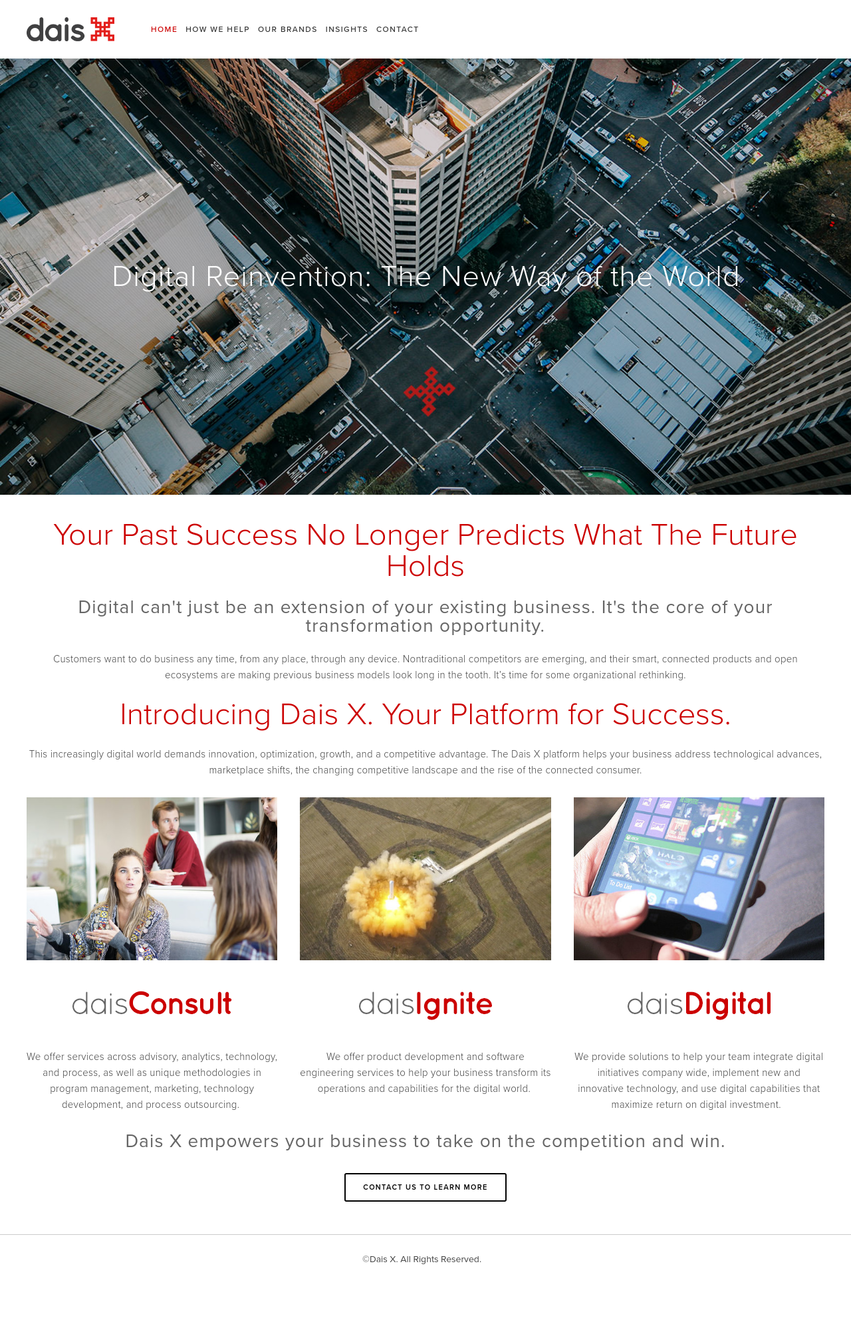 dais
HOME HOW WE HELP OUR BRANDS INSIGHTS CONTACT
Digital Reinvention: The New Way of the World
Your Past Success No Longer Predicts What The Future
Holds
Digital can't just be an extension of your existing business. It's the core of your
transformation opportunity.
Customers want to do business any time, from any place, through any device. Nontraditional competitors are emerging, and their smart, connected products and open
ecosystems are making previous business models look long in the tooth. It's time for some organizational rethinking.
Introducing Dais X. Your Platform for Success.
This increasingly digital world demands innovation, optimization, growth, and a competitive advantage. The Dais X platform helps your business address technological advances,
marketplace shifts, the changing competitive landscape and the rise of the connected consumer.
HALO
To Do List
daisConsult
daisIgnite
daisDigital
We offer services across advisory, analytics, technology,
and process, as well as unique methodologies in
program management, marketing, technology
development, and process outsourcing.
We offer product development and software
engineering services to help your business transform its
operations and capabilities for the digital world.
We provide solutions to help your team integrate digital
initiatives company wide, implement new and
innovative technology, and use digital capabilities that
maximize return on digital investment.
Dais X empowers your business to take on the competition and win.
CONTACT US TO LEARN MORE
©Dais X. All Rights Reserved.